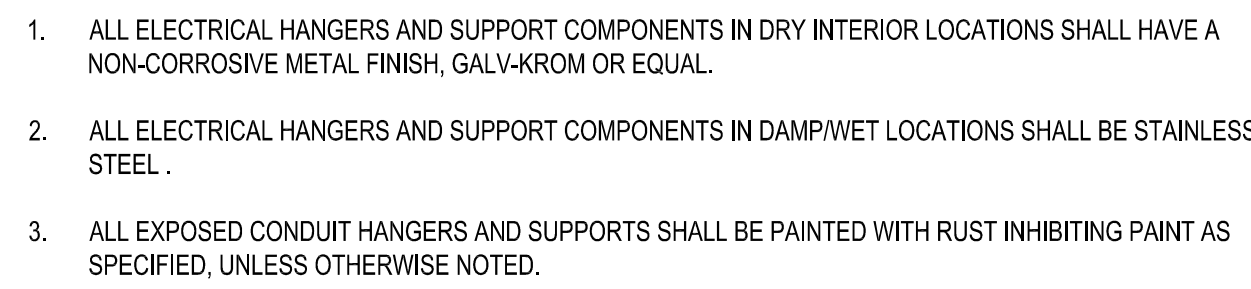 1. ALL ELECTRICAL HANGERS AND SUPPORT COMPONENTS IN DRY INTERIOR LOCATIONS SHALL HAVE A
NON-CORROSIVE METAL FINISH, GALV-KROM OR EQUAL.
2. ALL ELECTRICAL HANGERS AND SUPPORT COMPONENTS IN DAMP/WET LOCATIONS SHALL BE STAINLESS
STEEL .
3. ALL EXPOSED CONDUIT HANGERS AND SUPPORTS SHALL BE PAINTED WITH RUST INHIBITING PAINT AS
SPECIFIED, UNLESS OTHERWISE NOTED.